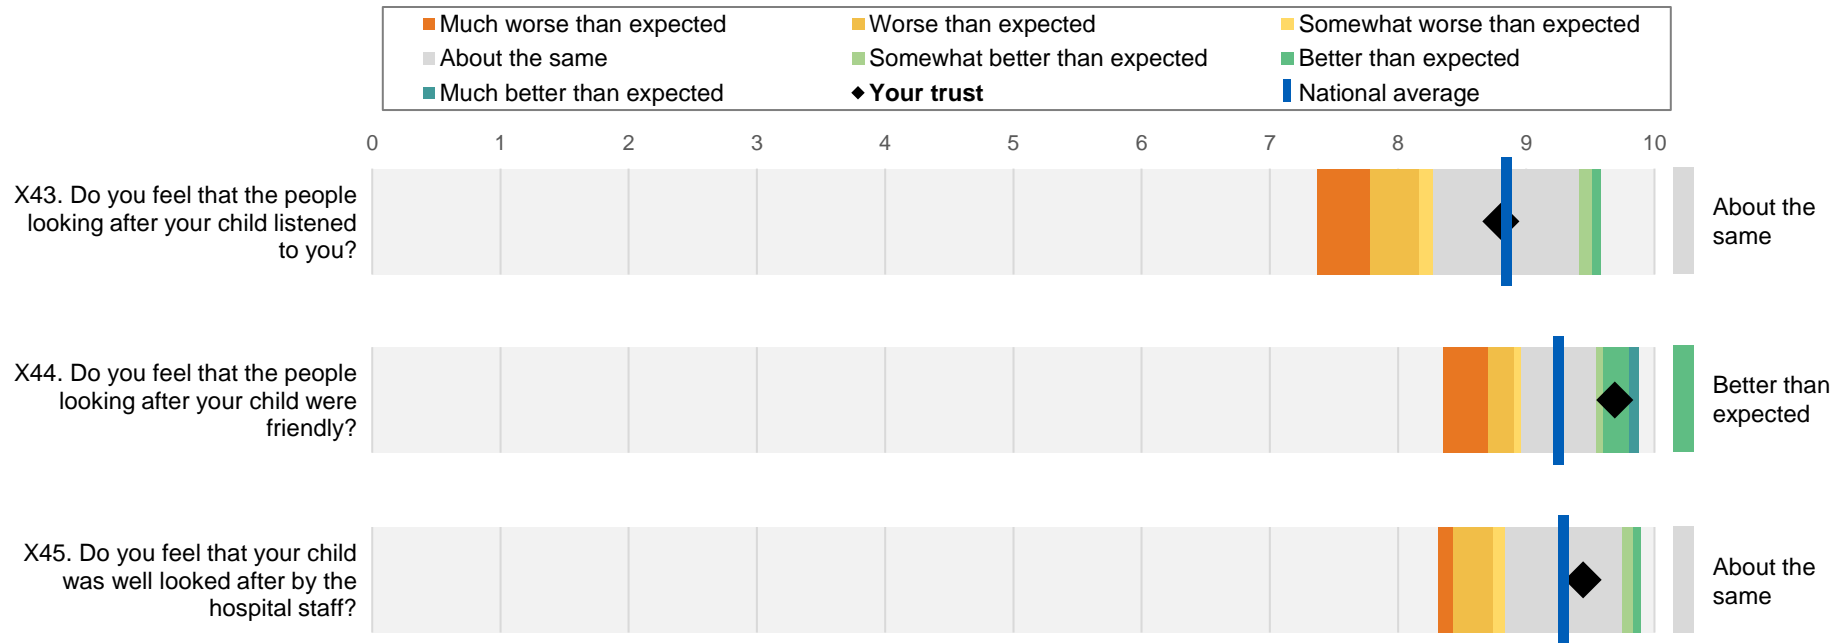 Much worse than expected
Worse than expected
Somewhat worse than expected
About the same
Somewhat better than expected
Better than expected
Much better than expected
Your trust
National average
0 1 2 3 4 5 6 7 8 9 10
X43. Do you feel that the people
looking after your child listened
to you?
About the
same
X44. Do you feel that the people
looking after your child were
friendly?
Better than
expected
X45. Do you feel that your child
was well looked after by the
hospital staff?
About the
same